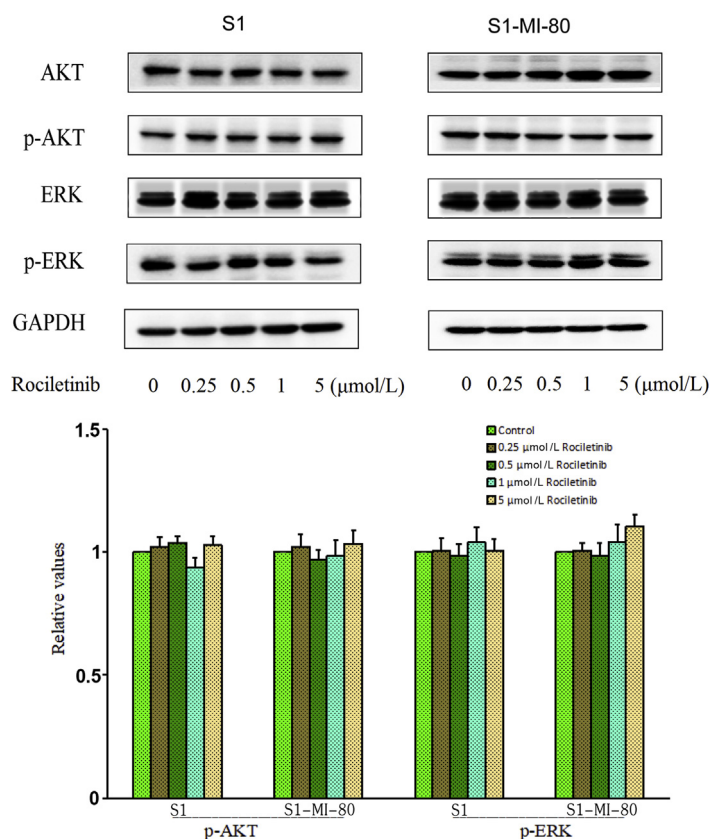 S1 S1-MI-80
AKT
p-AKT
ERK
p-ERK
GAPDH
Rociletinib 0 0.25 0.5 1 5 (μmol/L) 0 0.25 0.5 1 5 (μmol/L)
1.5
1
0.5
0
Relative values
Control
0.25 μmol/L Rociletinib
0.5 μmol/L Rociletinib
1 μmol/L Rociletinib
5 μmol/L Rociletinib
S1 S1-MI-80 S1 S1-MI-80
p-AKT p-ERK